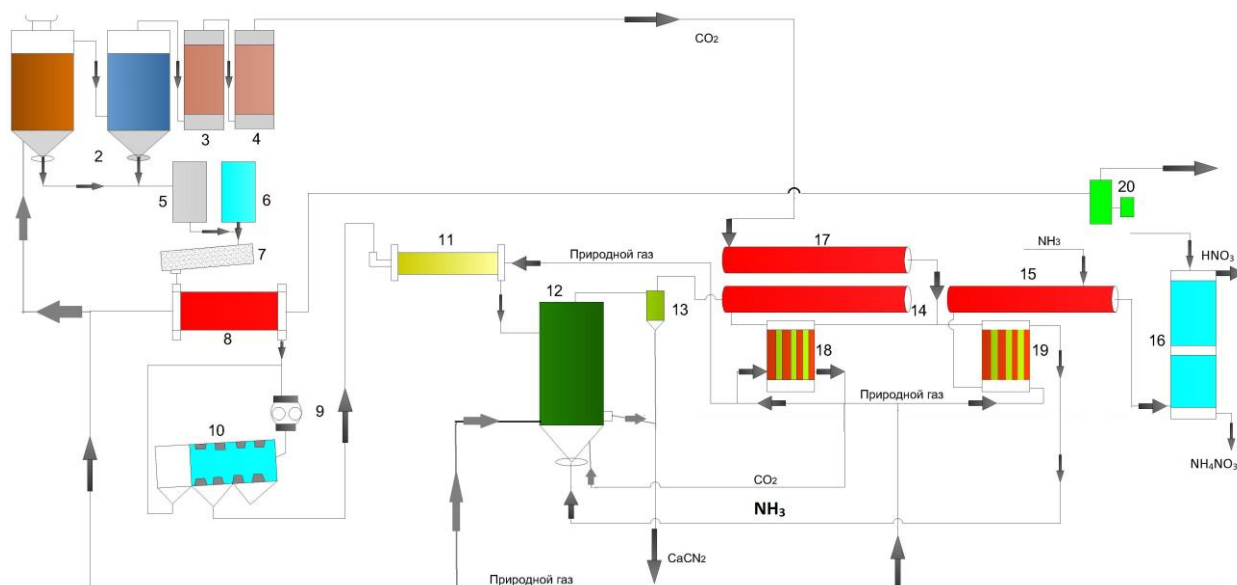 CO₂
2
3
4
5
6
20
7
11
Природной газ
17
NH₃
HNO₃
12
13
15
14
8
18
19
16
9
Природной газ
10
CO₂
NH₃
NH₄NO₃
CaCN₂
Природной газ